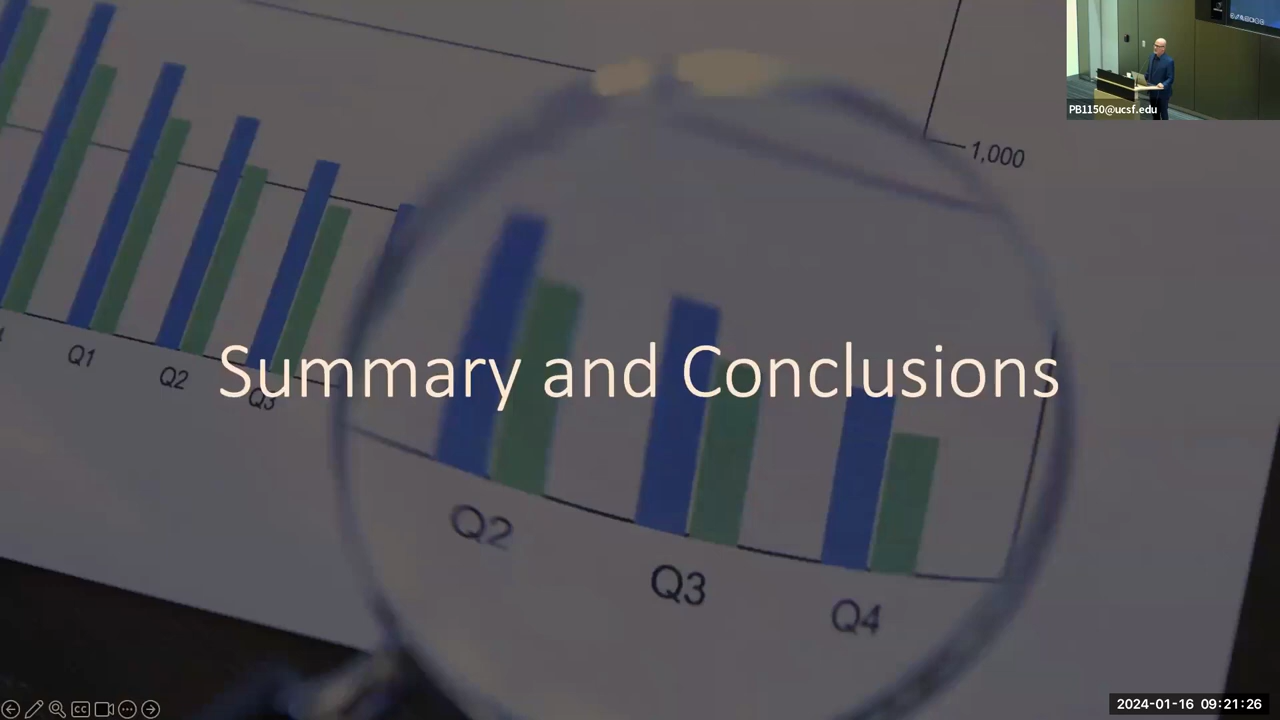 PB1150@ucsf.edu
1,000
Q1
Q2
Q3
Summary and Conclusions
Q2
Q3
Q4
CC
2024-01-16 09:21:26